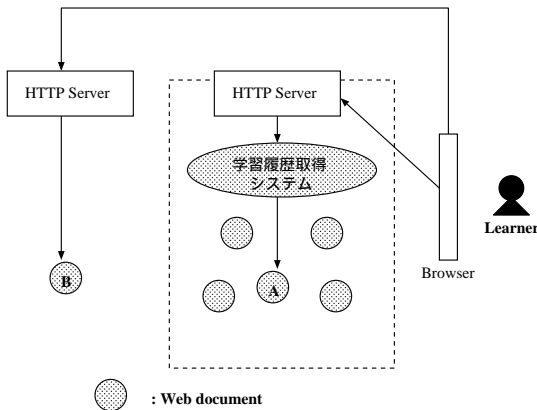 HTTP Server
HTTP Server
学習履歴取得
システム
Learner
Browser
B
A
: Web document